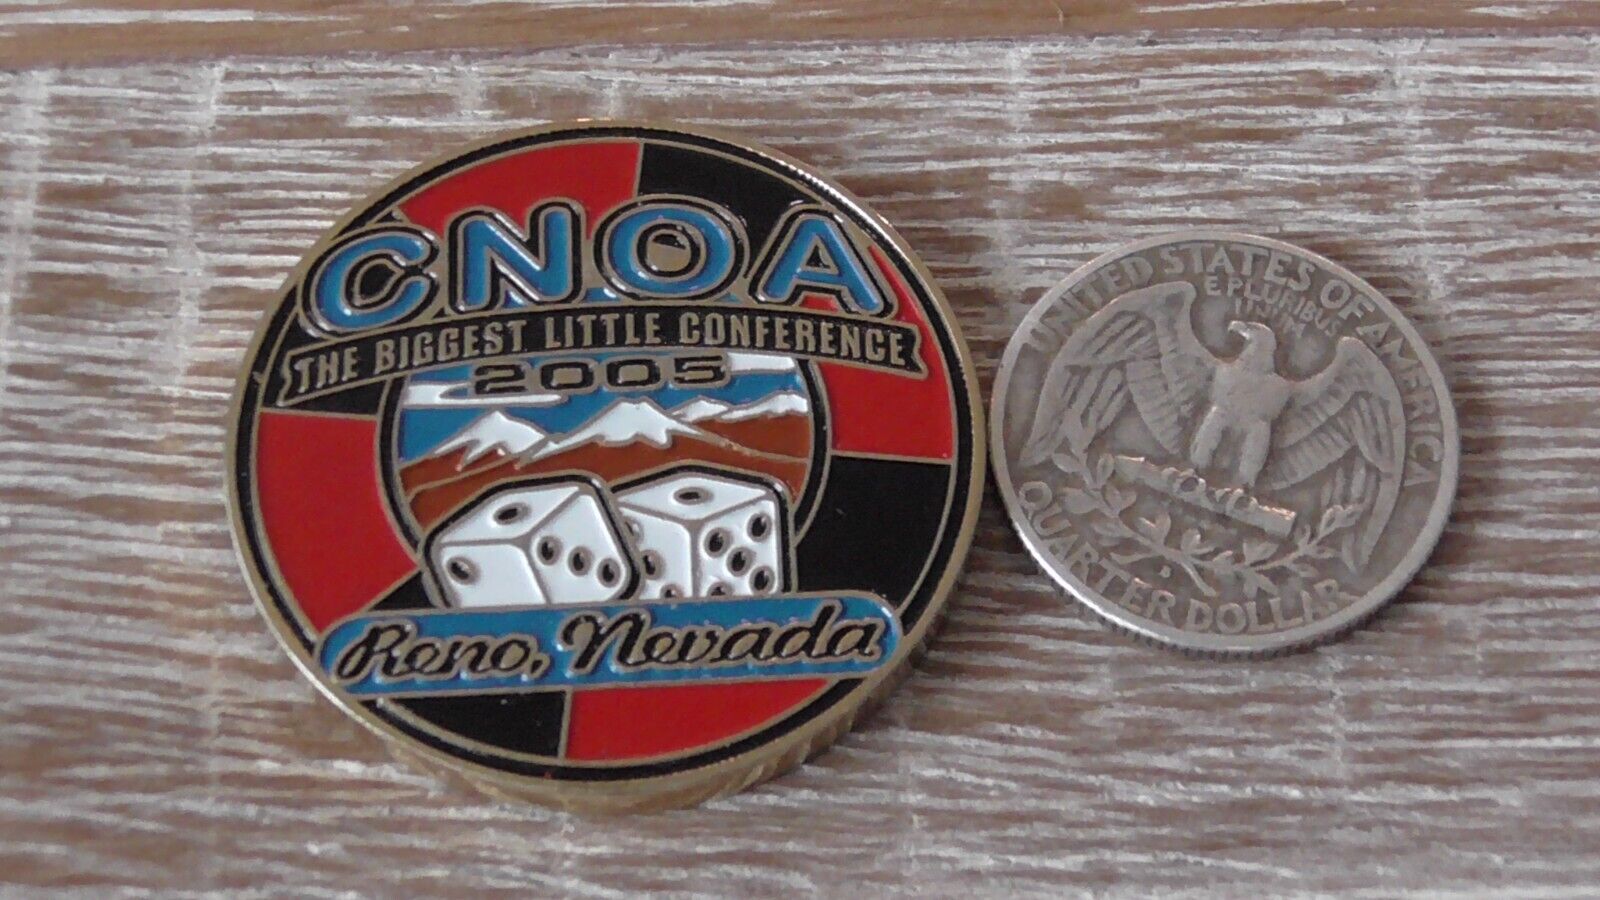 CNOA
THE BIGGEST LITTLE CONFERENCE
2005
Reno, Nevada
UNITED STATES OF AMERICA
E PLURIBUS
UNUM
QUARTER DOLLAR